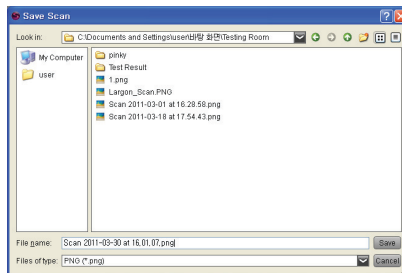 Save Scan
Look in: C:\Documents and Settings\user\바탕 화면\Testing Room
My Computer
user
pinky
Test Result
1.png
Largon_Scan.PNG
Scan 2011-03-01 at 16.28.58.png
Scan 2011-03-18 at 17.54.43.png
File name: Scan 2011-03-30 at 16,01,07,png
Save
Files of type: PNG (*.png)
Cancel